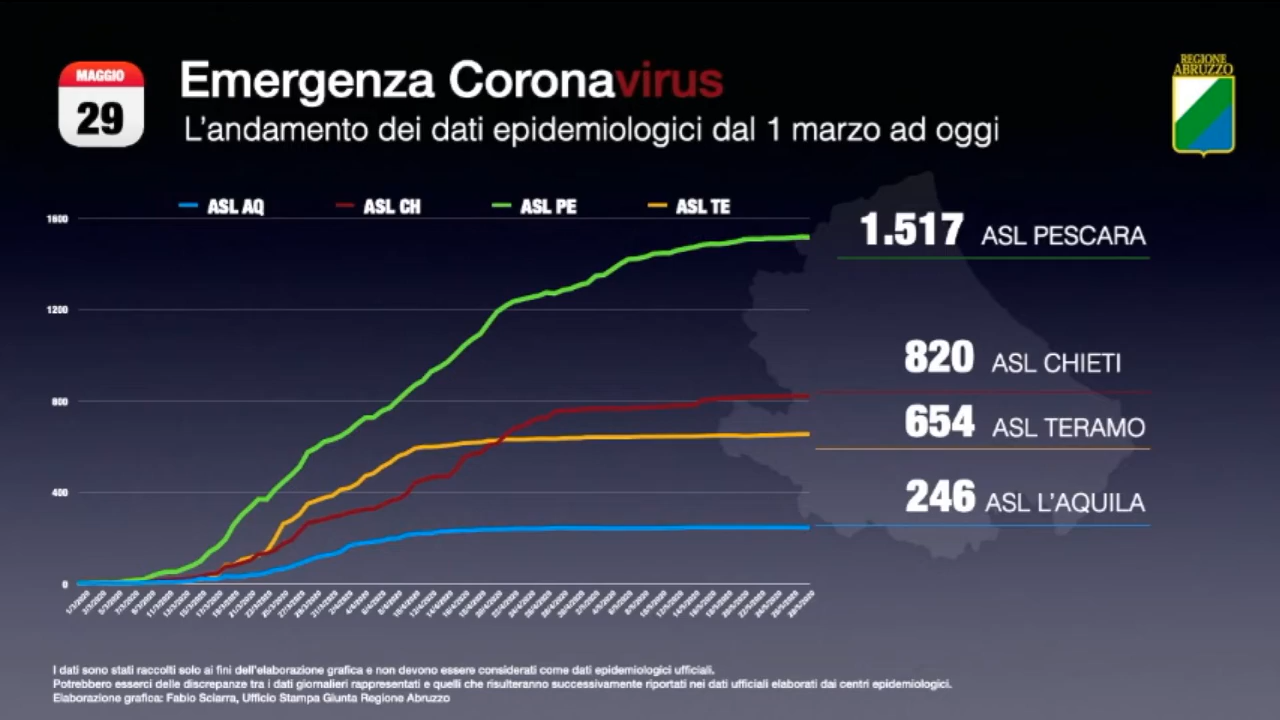 MAGGIO
29
Emergenza Coronavirus
L'andamento dei dati epidemiologici dal 1 marzo ad oggi
REGIONE
ABRUZZO
ASL AQ ASL CH ASL PE ASL TE
1600
1200
800
400
0
1.517 ASL PESCARA
820 ASL CHIETI
654 ASL TERAMO
246 ASL L'AQUILA
I dati sono stati raccolti solo ai fini dell'elaborazione grafica e non devono essere considerati come dati epidemiologici ufficiali.
Potrebbero esserci delle discrepanze tra i dati giornalieri rappresentati e quelli che risulteranno successivamente riportati nei dati ufficiali elaborati dai centri epidemiologici.
Elaborazione grafica: Fabio Sciarra, Ufficio Stampa Giunta Regione Abruzzo